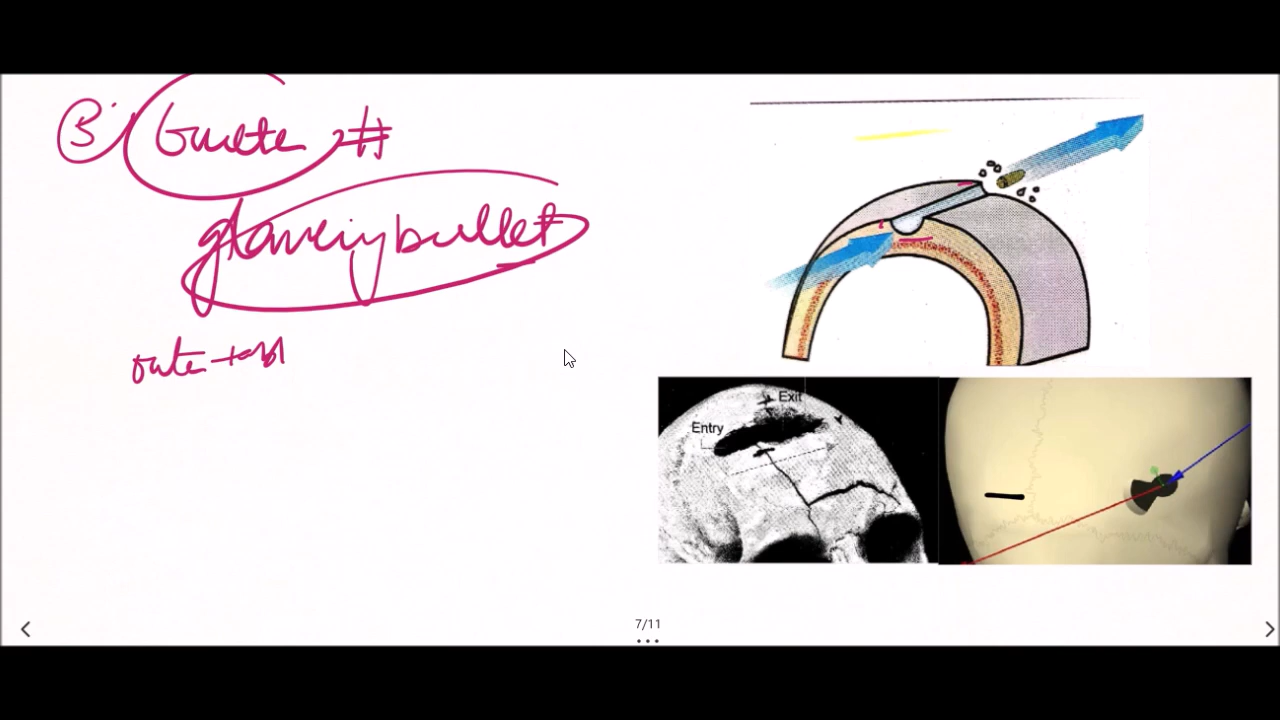 3) Gutter #
glancing bullet
outer table
Exit
Entry
7/11